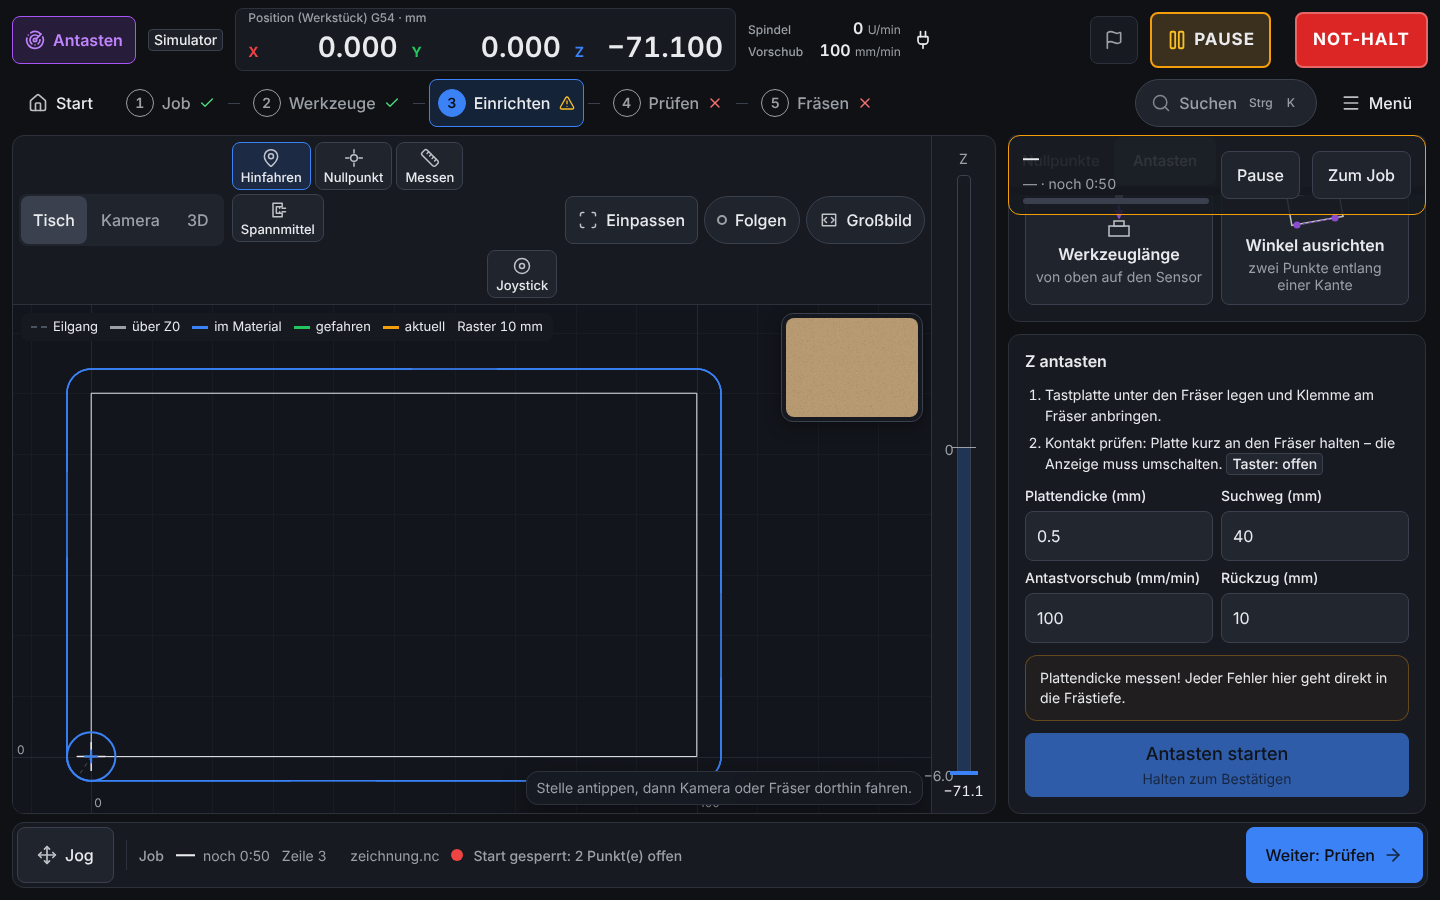 Antasten
Simulator
Position (Werkstück) G54 · mm
X 0.000 Y 0.000 Z −71.100
Spindel 0 U/min
Vorschub 100 mm/min
PAUSE
NOT-HALT
Start
1 Job
2 Werkzeuge
3 Einrichten
4 Prüfen
5 Fräsen
Suchen Strg K
Menü
Hinfahren
Nullpunkt
Messen
Tisch
Kamera
3D
Spannmittel
Einpassen
Folgen
Großbild
Joystick
Eilgang
über Z0
im Material
gefahren
aktuell
Raster 10 mm
0
0
Stelle antippen, dann Kamera oder Fräser dorthin fahren.
Z
0
−6.0
−71.1
Nullpunkte
Antasten
— · noch 0:50
Pause
Zum Job
Werkzeuglänge
von oben auf den Sensor
Winkel ausrichten
zwei Punkte entlang
einer Kante
Z antasten
1. Tastplatte unter den Fräser legen und Klemme am
Fräser anbringen.
2. Kontakt prüfen: Platte kurz an den Fräser halten – die
Anzeige muss umschalten. Taster: offen
Plattendicke (mm)
Suchweg (mm)
0.5
40
Antastvorschub (mm/min)
Rückzug (mm)
100
10
Plattendicke messen! Jeder Fehler hier geht direkt in
die Frästiefe.
Antasten starten
Halten zum Bestätigen
Jog
Job — noch 0:50 Zeile 3 zeichnung.nc Start gesperrt: 2 Punkt(e) offen
Weiter: Prüfen